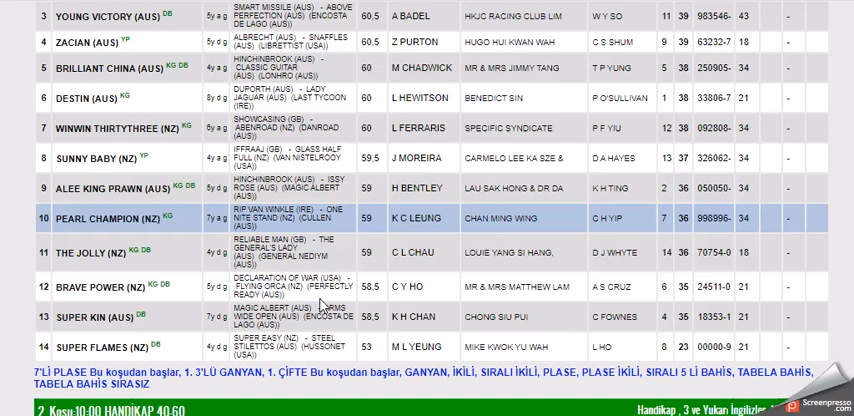 3 YOUNG VICTORY (AUS) DB 5y a g SMART MISSILE (AUS) - ABOVE PERFECTION (AUS) (ENCOSTA DE LAGO (AUS)) 60,5 A BADEL HKJC RACING CLUB LIM W Y SO 11 39 983546- 34 -
4 ZACIAN (AUS) YP 5y d g ALBRECHT (AUS) - SNAFFLES (AUS) (LIBRETTIST (USA)) 60,5 Z PURTON HUGO HUI KWAN WAH C S SHUM 9 39 63232-7 18 -
5 BRILLIANT CHINA (AUS) KG DB 4y d g HINCHINBROOK (AUS) - CLASSIC GUITAR (AUS) (LONHRO (AUS)) 60 M CHADWICK MR & MRS JIMMY TANG T P YUNG 5 38 250905- 34 -
6 DESTIN (AUS) KG 8y d g DUPORTH (AUS) - LADY JAGUAR (AUS) (LAST TYCOON (IRE)) 60 L HEWITSON BENEDICT SIN P O'SULLIVAN 1 38 33806-7 21 -
7 WINWIN THIRTYTHREE (NZ) KG 6y a g SHOWCASING (GB) - ABENROAD (NZ) (DANROAD (AUS)) 60 L FERRARIS SPECIFIC SYNDICATE P F YIU 12 38 092808- 34 -
8 SUNNY BABY (NZ) YP 4y a g IFFRAAJ (GB) - GLASS HALF FULL (NZ) (VAN NISTELROOY (USA)) 59,5 J MOREIRA CARMELO LEE KA SZE & D A HAYES 13 37 326062- 34 -
9 ALEE KING PRAWN (AUS) KG DB 5y d g HINCHINBROOK (AUS) - ISSY ROSE (AUS) (MAGIC ALBERT (AUS)) 59 H BENTLEY LAU SAK HONG & DR DA K H TING 2 36 050050- 34 -
10 PEARL CHAMPION (NZ) KG 7y a g RIP VAN WINKLE (IRE) - ONE NITE STAND (NZ) (CULLEN (AUS)) 59 K C LEUNG CHAN MING WING C H YIP 7 36 998996- 34 -
11 THE JOLLY (NZ) KG DB 4y d g RELIABLE MAN (GB) - THE GENERAL'S LADY (AUS) (GENERAL NEDIYM (AUS)) 59 C L CHAU LOUIE YANG SI HANG, D J WHYTE 14 36 70754-0 18 -
12 BRAVE POWER (NZ) KG DB 5y d g DECLARATION OF WAR (USA) - FLYING ORCA (NZ) (PERFECTLY READY (AUS)) 58,5 C Y HO MR & MRS MATTHEW LAM A S CRUZ 6 35 24511-0 21 -
13 SUPER KIN (AUS) DB 7y d g MAGIC ALBERT (AUS) - WIDE OPEN (AUS) (ENCOSTA DE LAGO (AUS)) 58,5 K H CHAN CHONG SIU PUI C FOWNES 4 35 18353-1 21 -
14 SUPER FLAMES (NZ) DB 4y d g SUPER EASY (NZ) - STEEL STILETTOS (AUS) (HUSSONET (USA)) 53 M L YEUNG MIKE KWOK YU WAH L HO 8 23 00000-9 21 -
7'Lİ PLASE Bu koşudan başlar, 1. 3'LÜ GANYAN, 1. ÇİFTE Bu koşudan başlar, GANYAN, İKİLİ, SIRALI İKİLİ, PLASE, PLASE İKİLİ, SIRALI 5 Lİ BAHİS, TABELA BAHİS,
TABELA BAHİS SIRASIZ
2. Koşu:10:00 HANDİKAP 40-60 Handikap , 3 ve Yukarı İngilizler
Screenpresso
.com